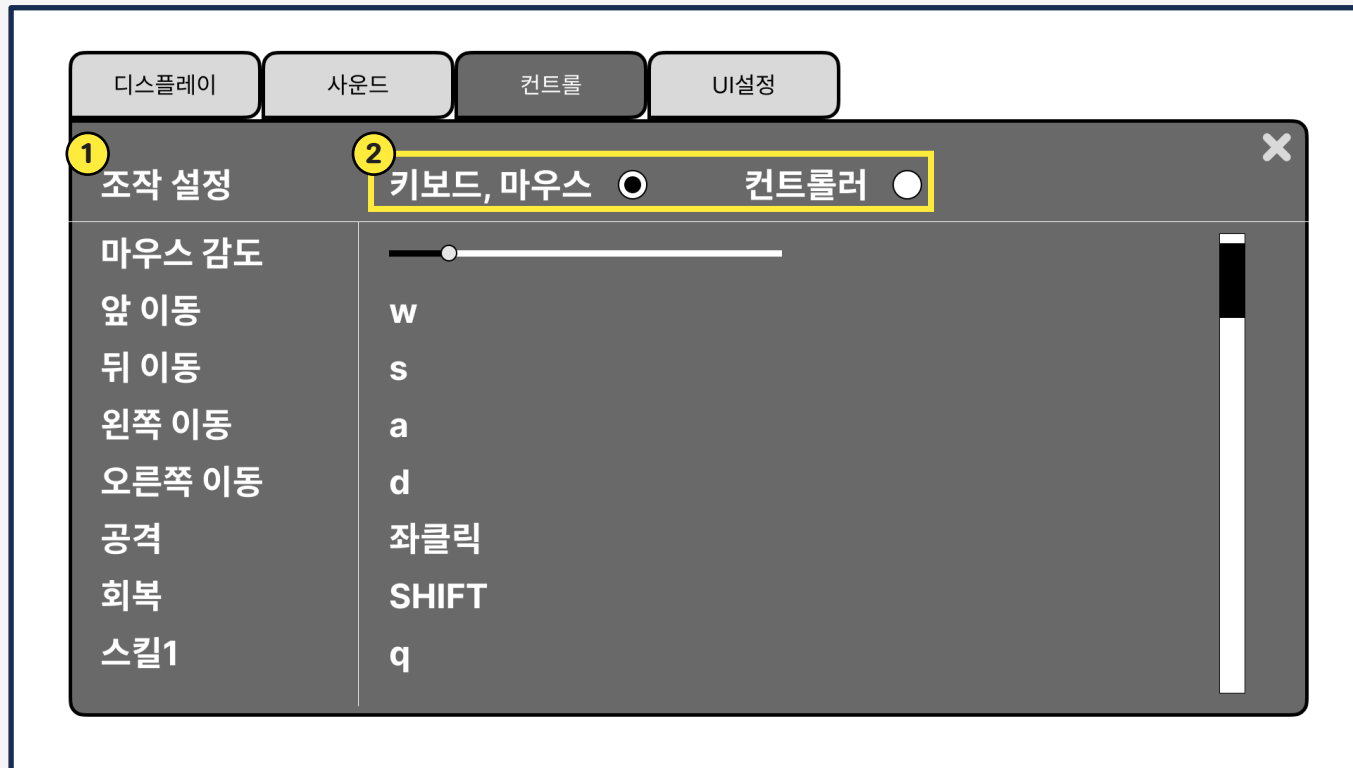 디스플레이 사운드 컨트롤 UI설정
1 2
조작 설정 키보드, 마우스 컨트롤러
마우스 감도
앞 이동 w
뒤 이동 s
왼쪽 이동 a
오른쪽 이동 d
공격 좌클릭
회복 SHIFT
스킬1 q